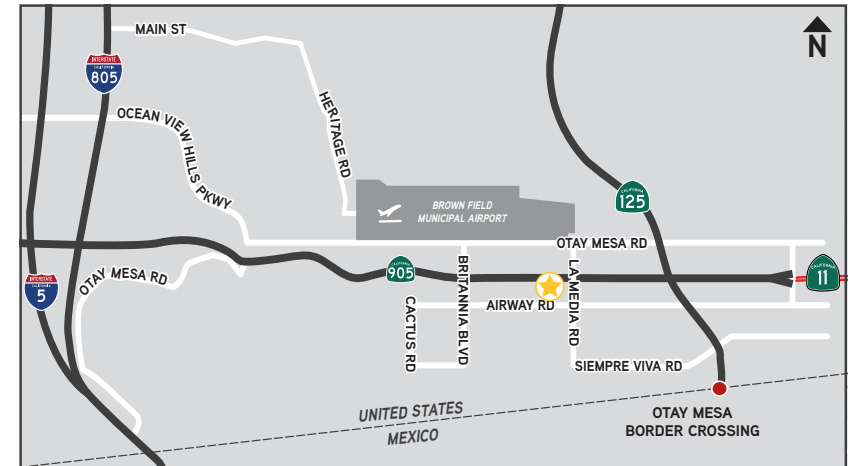 MAIN ST
N
INTERSTATE
CALIFORNIA
805
HERITAGE RD
OCEAN VIEW HILLS PKWY
CALIFORNIA
125
BROWN FIELD
MUNICIPAL AIRPORT
OTAY MESA RD
CALIFORNIA
905
BRITANNIA BLVD
LA MEDIA RD
CALIFORNIA
11
OTAY MESA RD
INTERSTATE
CALIFORNIA
5
CACTUS RD
AIRWAY RD
SIEMPRE VIVA RD
UNITED STATES
MEXICO
OTAY MESA
BORDER CROSSING